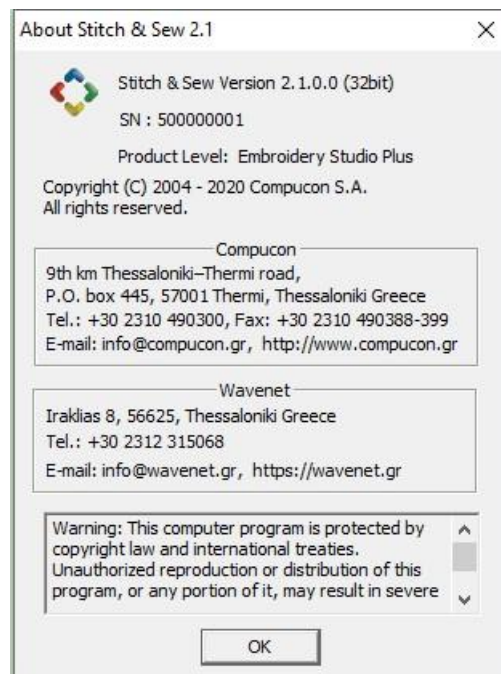 About Stitch & Sew 2.1
Stitch & Sew Version 2.1.0.0 (32bit)
SN : 500000001
Product Level: Embroidery Studio Plus
Copyright (C) 2004 - 2020 Compucon S.A.
All rights reserved.
Compucon
9th km Thessaloniki–Thermi road,
P.O. box 445, 57001 Thermi, Thessaloniki Greece
Tel.: +30 2310 490300, Fax: +30 2310 490388-399
E-mail: info@compucon.gr, http://www.compucon.gr
Wavenet
Iraklias 8, 56625, Thessaloniki Greece
Tel.: +30 2312 315068
E-mail: info@wavenet.gr, https://wavenet.gr
Warning: This computer program is protected by
copyright law and international treaties.
Unauthorized reproduction or distribution of this
program, or any portion of it, may result in severe
OK